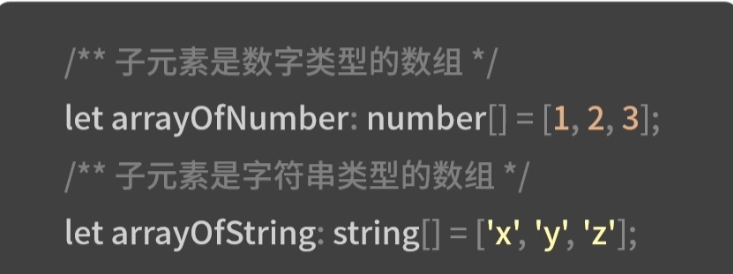 /** 子元素是数字类型的数组 */
let arrayOfNumber: number[] = [1, 2, 3];
/** 子元素是字符串类型的数组 */
let arrayOfString: string[] = ['x', 'y', 'z'];